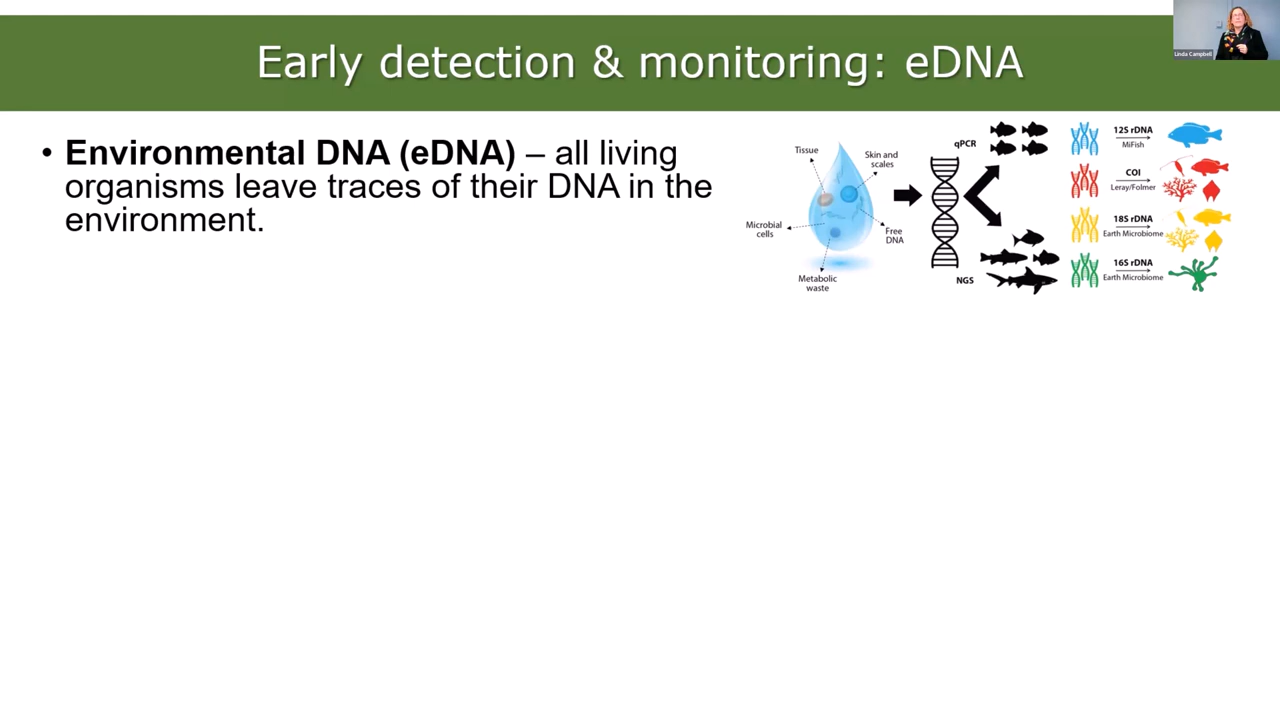 Early detection & monitoring: eDNA
Linda Campbell
• Environmental DNA (eDNA) – all living
organisms leave traces of their DNA in the
environment.
Tissue
Skin and
scales
Microbial
cells
Free
DNA
Metabolic
waste
qPCR
NGS
12S rDNA
MiFish
COI
Leray/Folmer
18S rDNA
Earth Microbiome
16S rDNA
Earth Microbiome